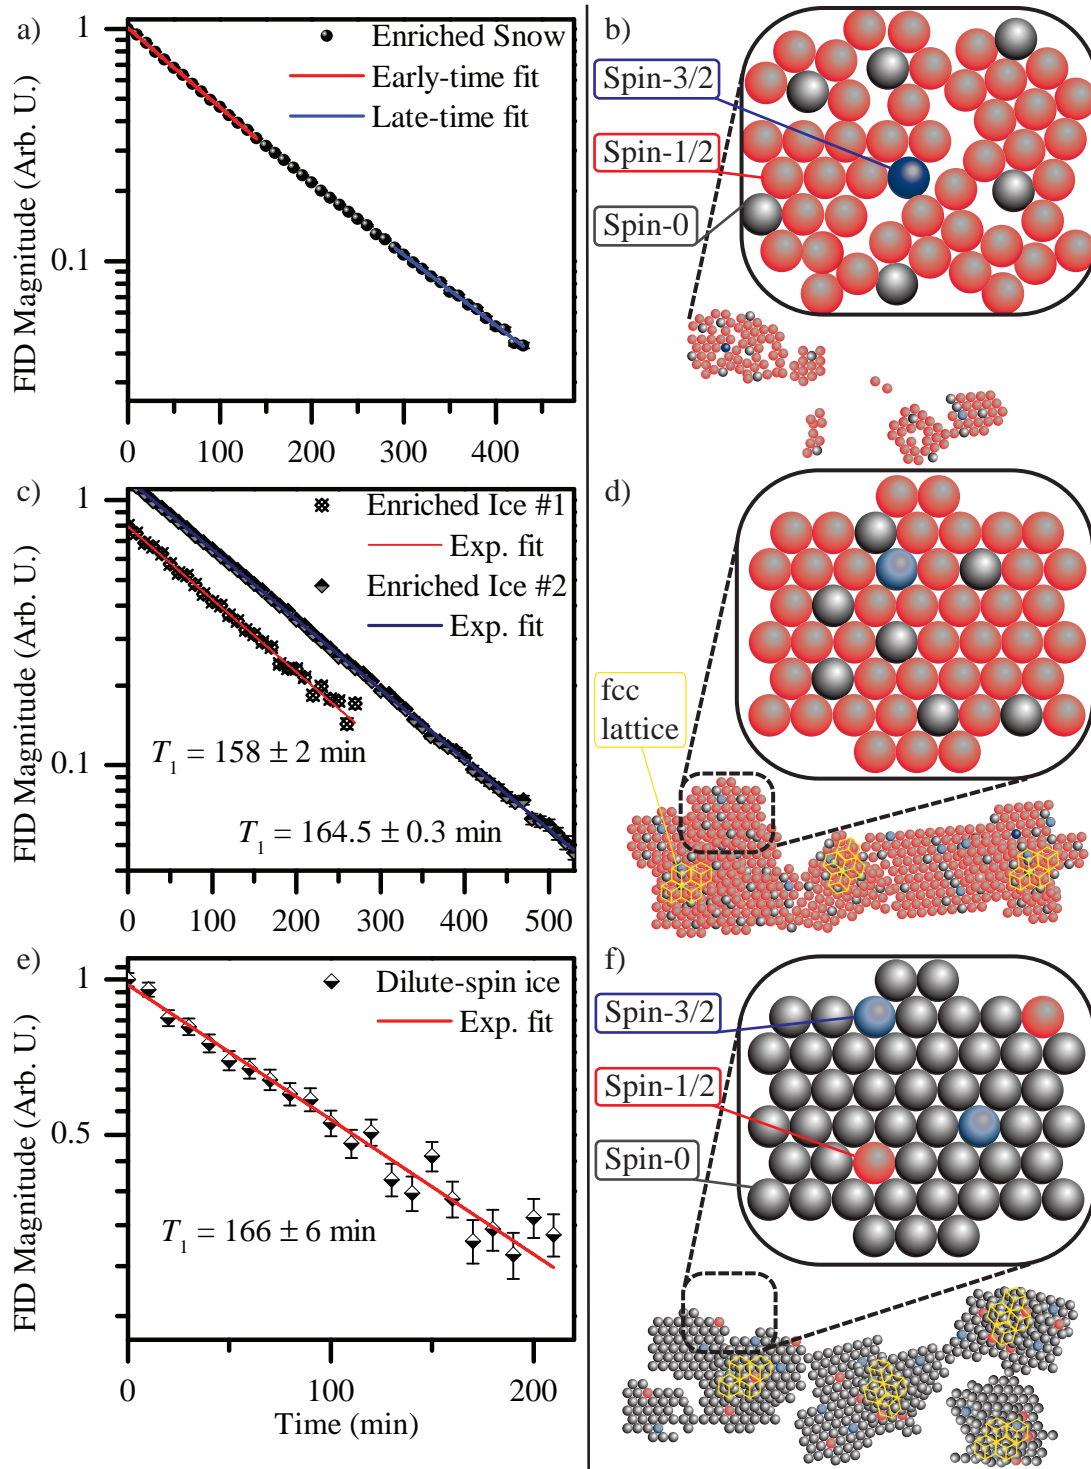 a)
FID Magnitude (Arb. U.)
1
0.1
Enriched Snow
Early-time fit
Late-time fit
0 100 200 300 400
b)
Spin-3/2
Spin-1/2
Spin-0
c)
FID Magnitude (Arb. U.)
1
0.1
Enriched Ice #1
Exp. fit
Enriched Ice #2
Exp. fit
T1 = 158 ± 2 min
T1 = 164.5 ± 0.3 min
0 100 200 300 400 500
d)
fcc
lattice
e)
FID Magnitude (Arb. U.)
1
0.5
Dilute-spin ice
Exp. fit
T1 = 166 ± 6 min
0 100 200
Time (min)
f)
Spin-3/2
Spin-1/2
Spin-0